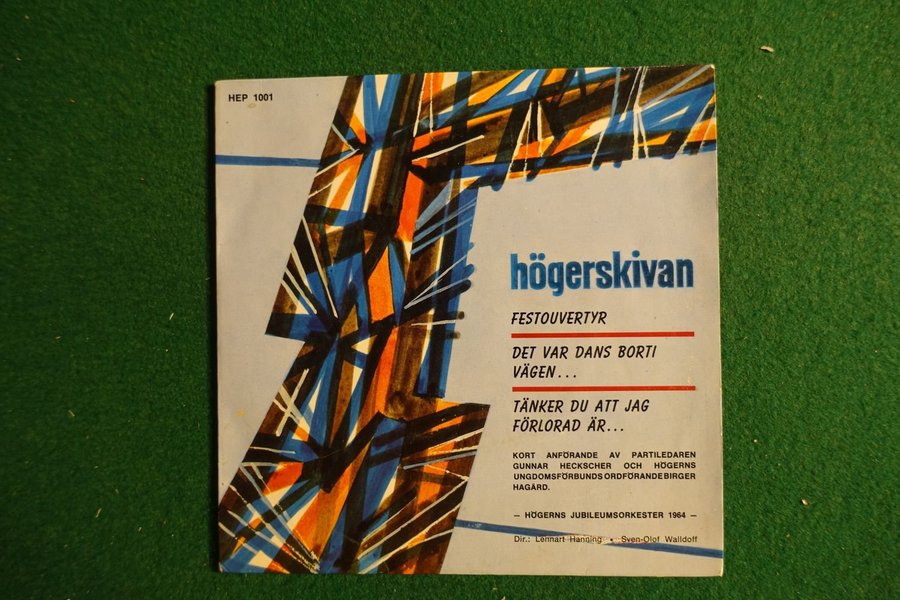 HEP 1001
högerskivan
FESTOUVERTYR
DET VAR DANS BORTI
VÄGEN...
TÄNKER DU ATT JAG
FÖRLORAD ÄR...
KORT ANFÖRANDE AV PARTILEDAREN
GUNNAR HECKSCHER OCH HÖGERNS
UNGDOMSFÖRBUNDS ORDFÖRANDE BIRGER
HAGÅRD.
– HÖGERNS JUBILEUMSORKESTER 1964 –
Dir.: Lennart Hanning • Sven-Olof Walldoff